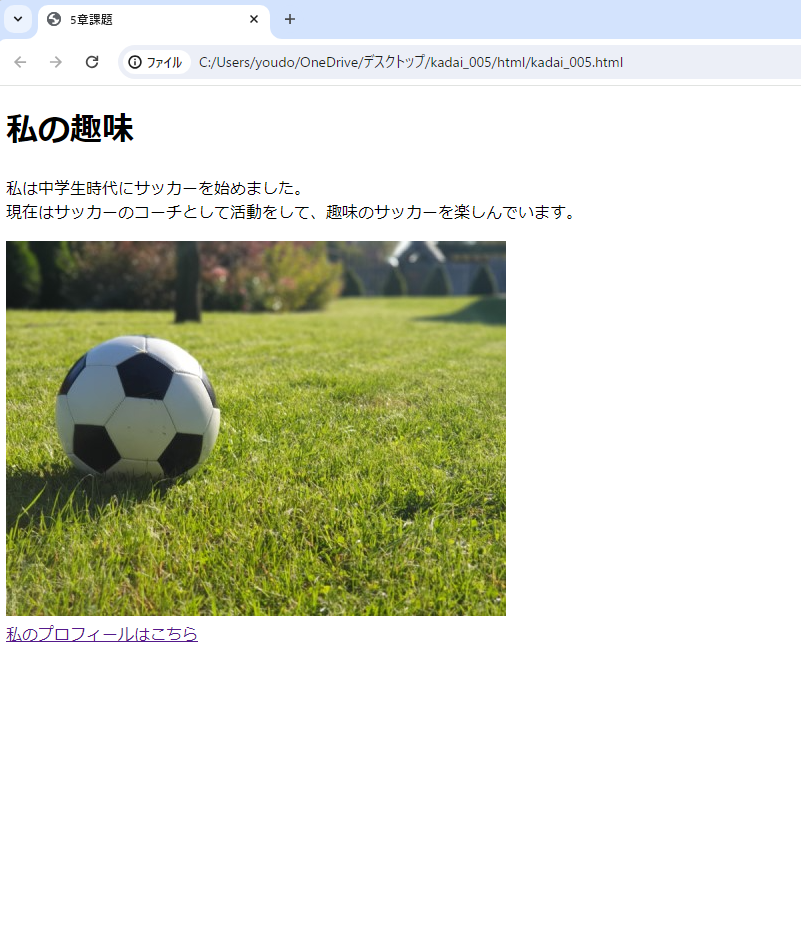 5章課題
ファイル
C:/Users/youdo/OneDrive/デスクトップ/kadai_005/html/kadai_005.html
私の趣味
私は中学生時代にサッカーを始めました。
現在はサッカーのコーチとして活動をして、趣味のサッカーを楽しんでいます。
私のプロフィールはこちら